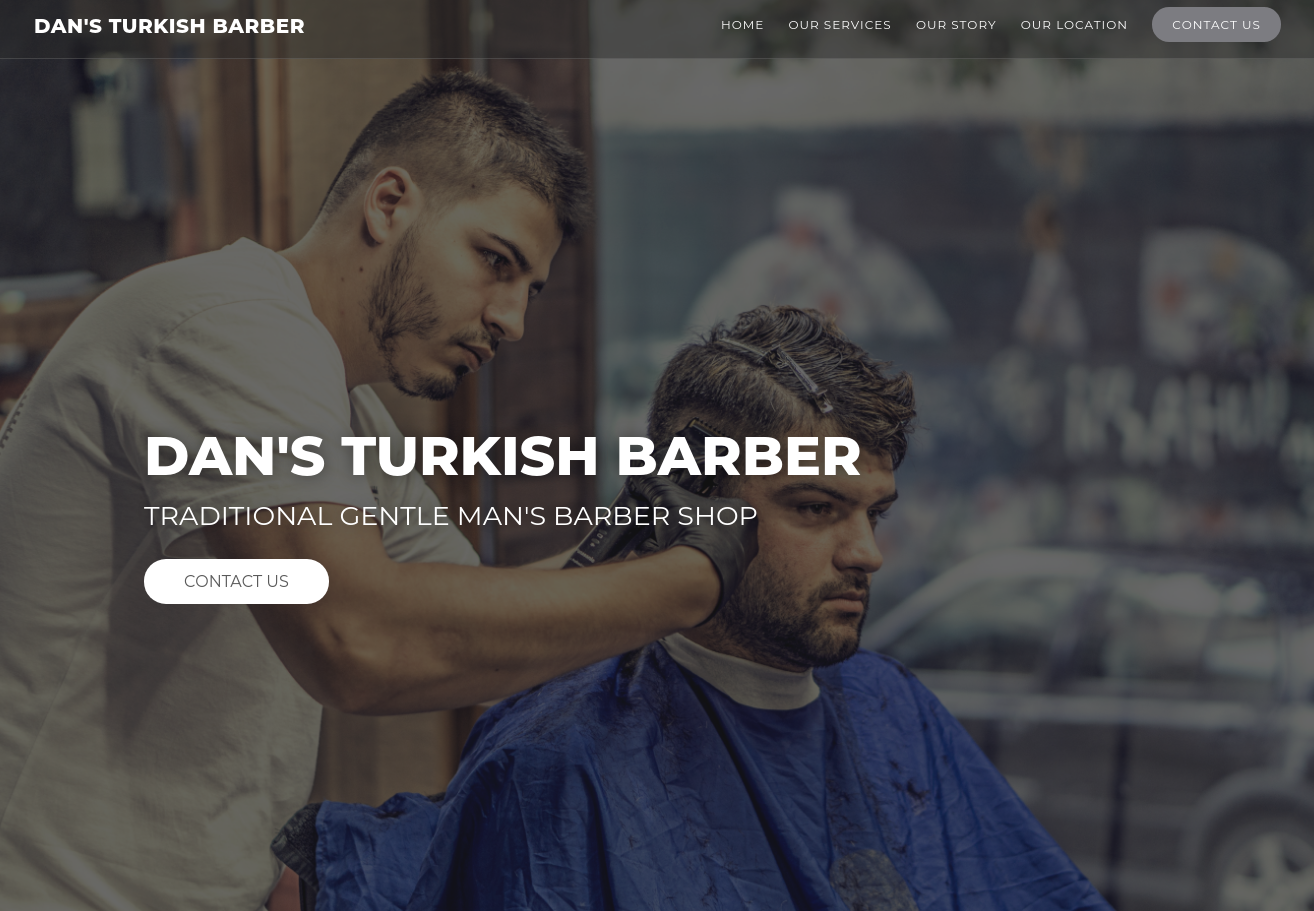 DAN'S TURKISH BARBER
HOME OUR SERVICES OUR STORY OUR LOCATION CONTACT US
DAN'S TURKISH BARBER
TRADITIONAL GENTLE MAN'S BARBER SHOP
CONTACT US